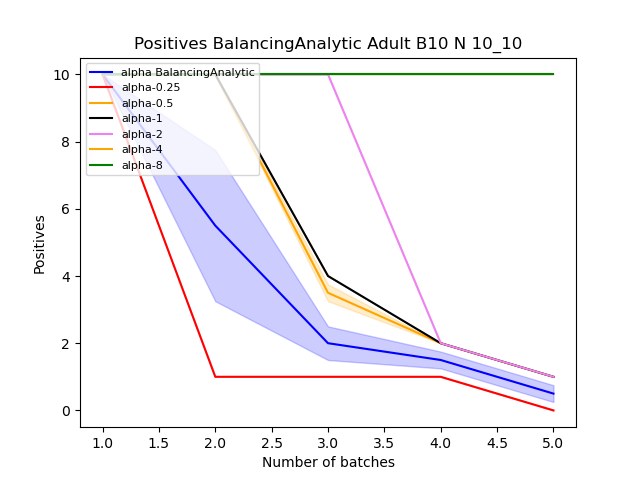 Positives BalancingAnalytic Adult B10 N 10_10
alpha BalancingAnalytic
alpha-0.25
alpha-0.5
alpha-1
alpha-2
alpha-4
alpha-8
Positives
10
8
6
4
2
0
1.0 1.5 2.0 2.5 3.0 3.5 4.0 4.5 5.0
Number of batches